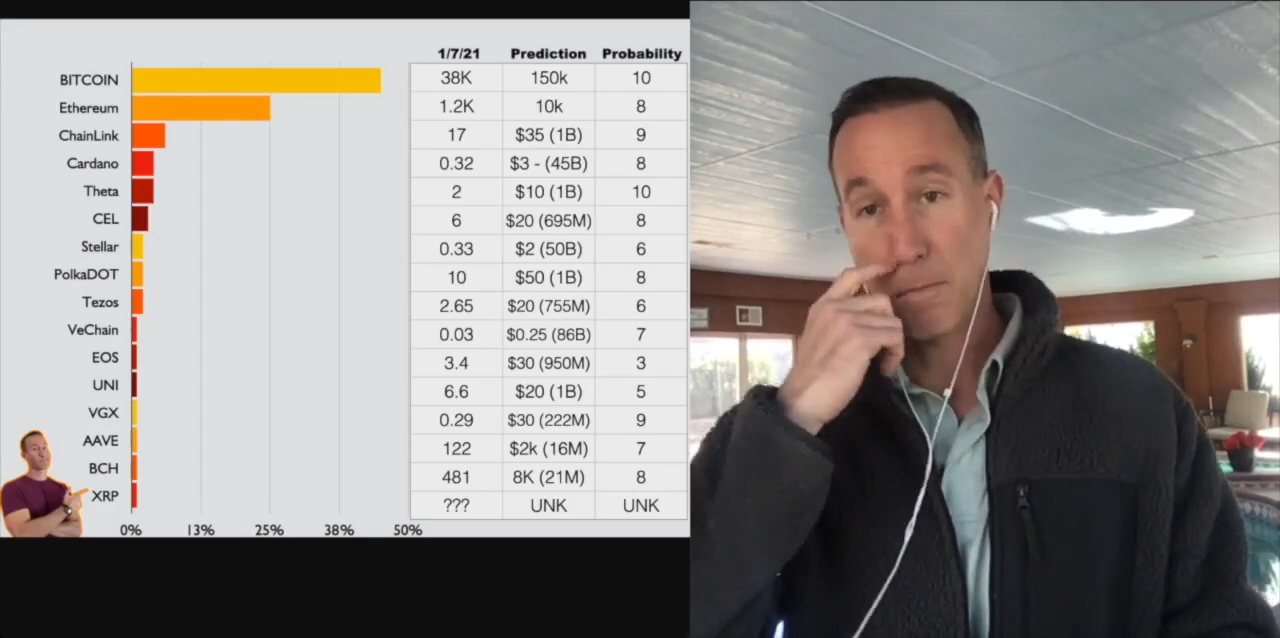 1/7/21 Prediction Probability
BITCOIN 38K 150k 10
Ethereum 1.2K 10k 8
ChainLink 17 $35 (1B) 9
Cardano 0.32 $3 - (45B) 8
Theta 2 $10 (1B) 10
CEL 6 $20 (695M) 8
Stellar 0.33 $2 (50B) 6
PolkaDOT 10 $50 (1B) 8
Tezos 2.65 $20 (755M) 6
VeChain 0.03 $0.25 (86B) 7
EOS 3.4 $30 (950M) 3
UNI 6.6 $20 (1B) 5
VGX 0.29 $30 (222M) 9
AAVE 122 $2k (16M) 7
BCH 481 8K (21M) 8
XRP ??? UNK UNK
0% 13% 25% 38% 50%